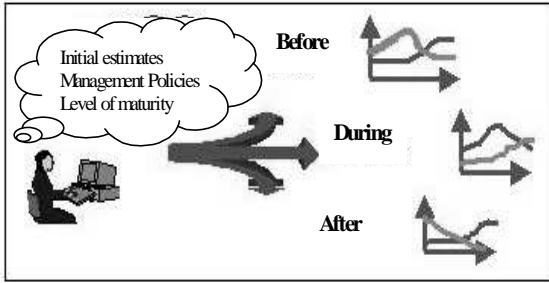 Initial estimates
Management Policies
Level of maturity
Before
During
After